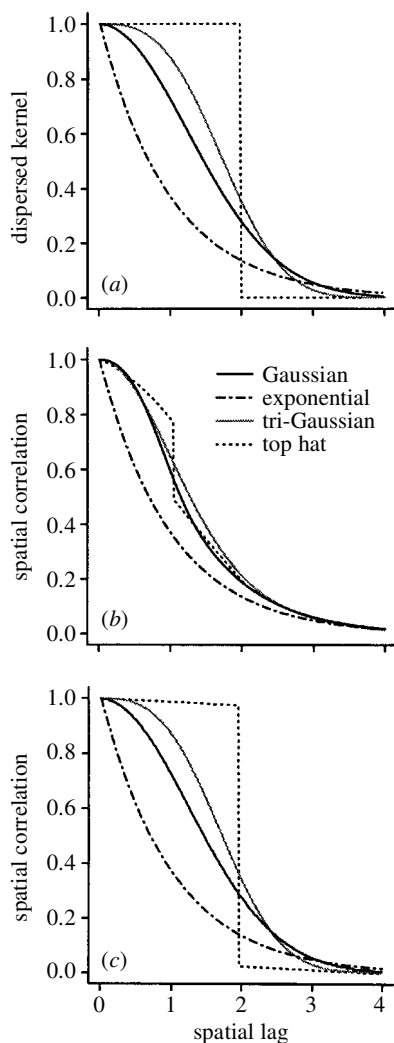 dispersed kernel
1.0
0.8
0.6
0.4
0.2
0.0
(a)
spatial correlation
1.0
0.8
0.6
0.4
0.2
0.0
(b)
Gaussian
exponential
tri-Gaussian
top hat
spatial correlation
1.0
0.8
0.6
0.4
0.2
0.0
(c)
0 1 2 3 4
spatial lag